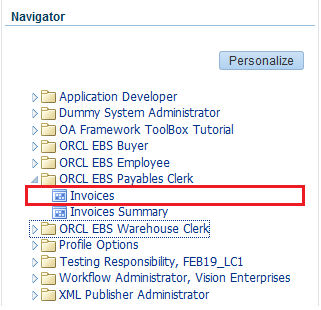 Navigator
Personalize
Application Developer
Dummy System Administrator
OA Framework ToolBox Tutorial
ORCL EBS Buyer
ORCL EBS Employee
ORCL EBS Payables Clerk
Invoices
Invoices Summary
ORCL EBS Warehouse Clerk
Profile Options
Testing Responsibility, FEB19_LC1
Workflow Administrator, Vision Enterprises
XML Publisher Administrator